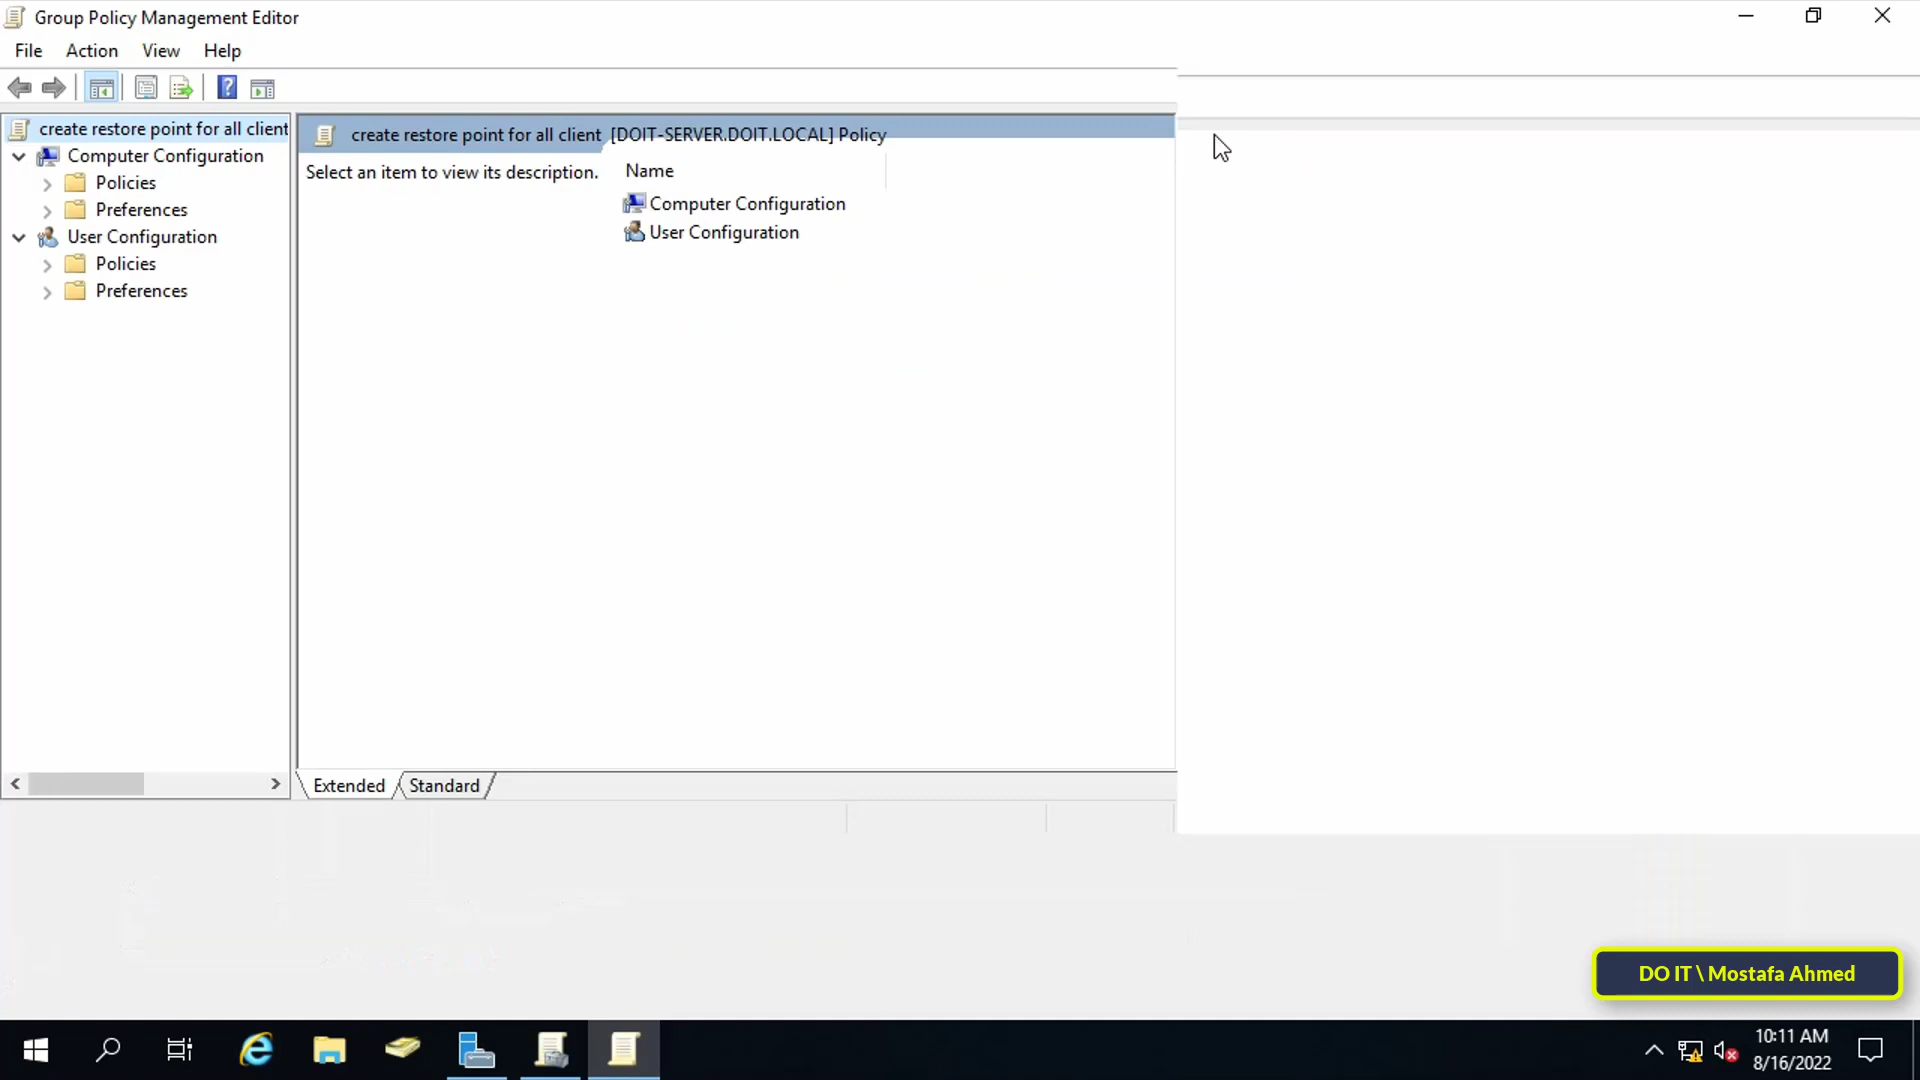 Group Policy Management Editor
File Action View Help
create restore point for all client
Computer Configuration
Policies
Preferences
User Configuration
Policies
Preferences
create restore point for all client [DOIT-SERVER.DOIT.LOCAL] Policy
Select an item to view its description.
Name
Computer Configuration
User Configuration
Extended Standard
DO IT \ Mostafa Ahmed
10:11 AM
8/16/2022